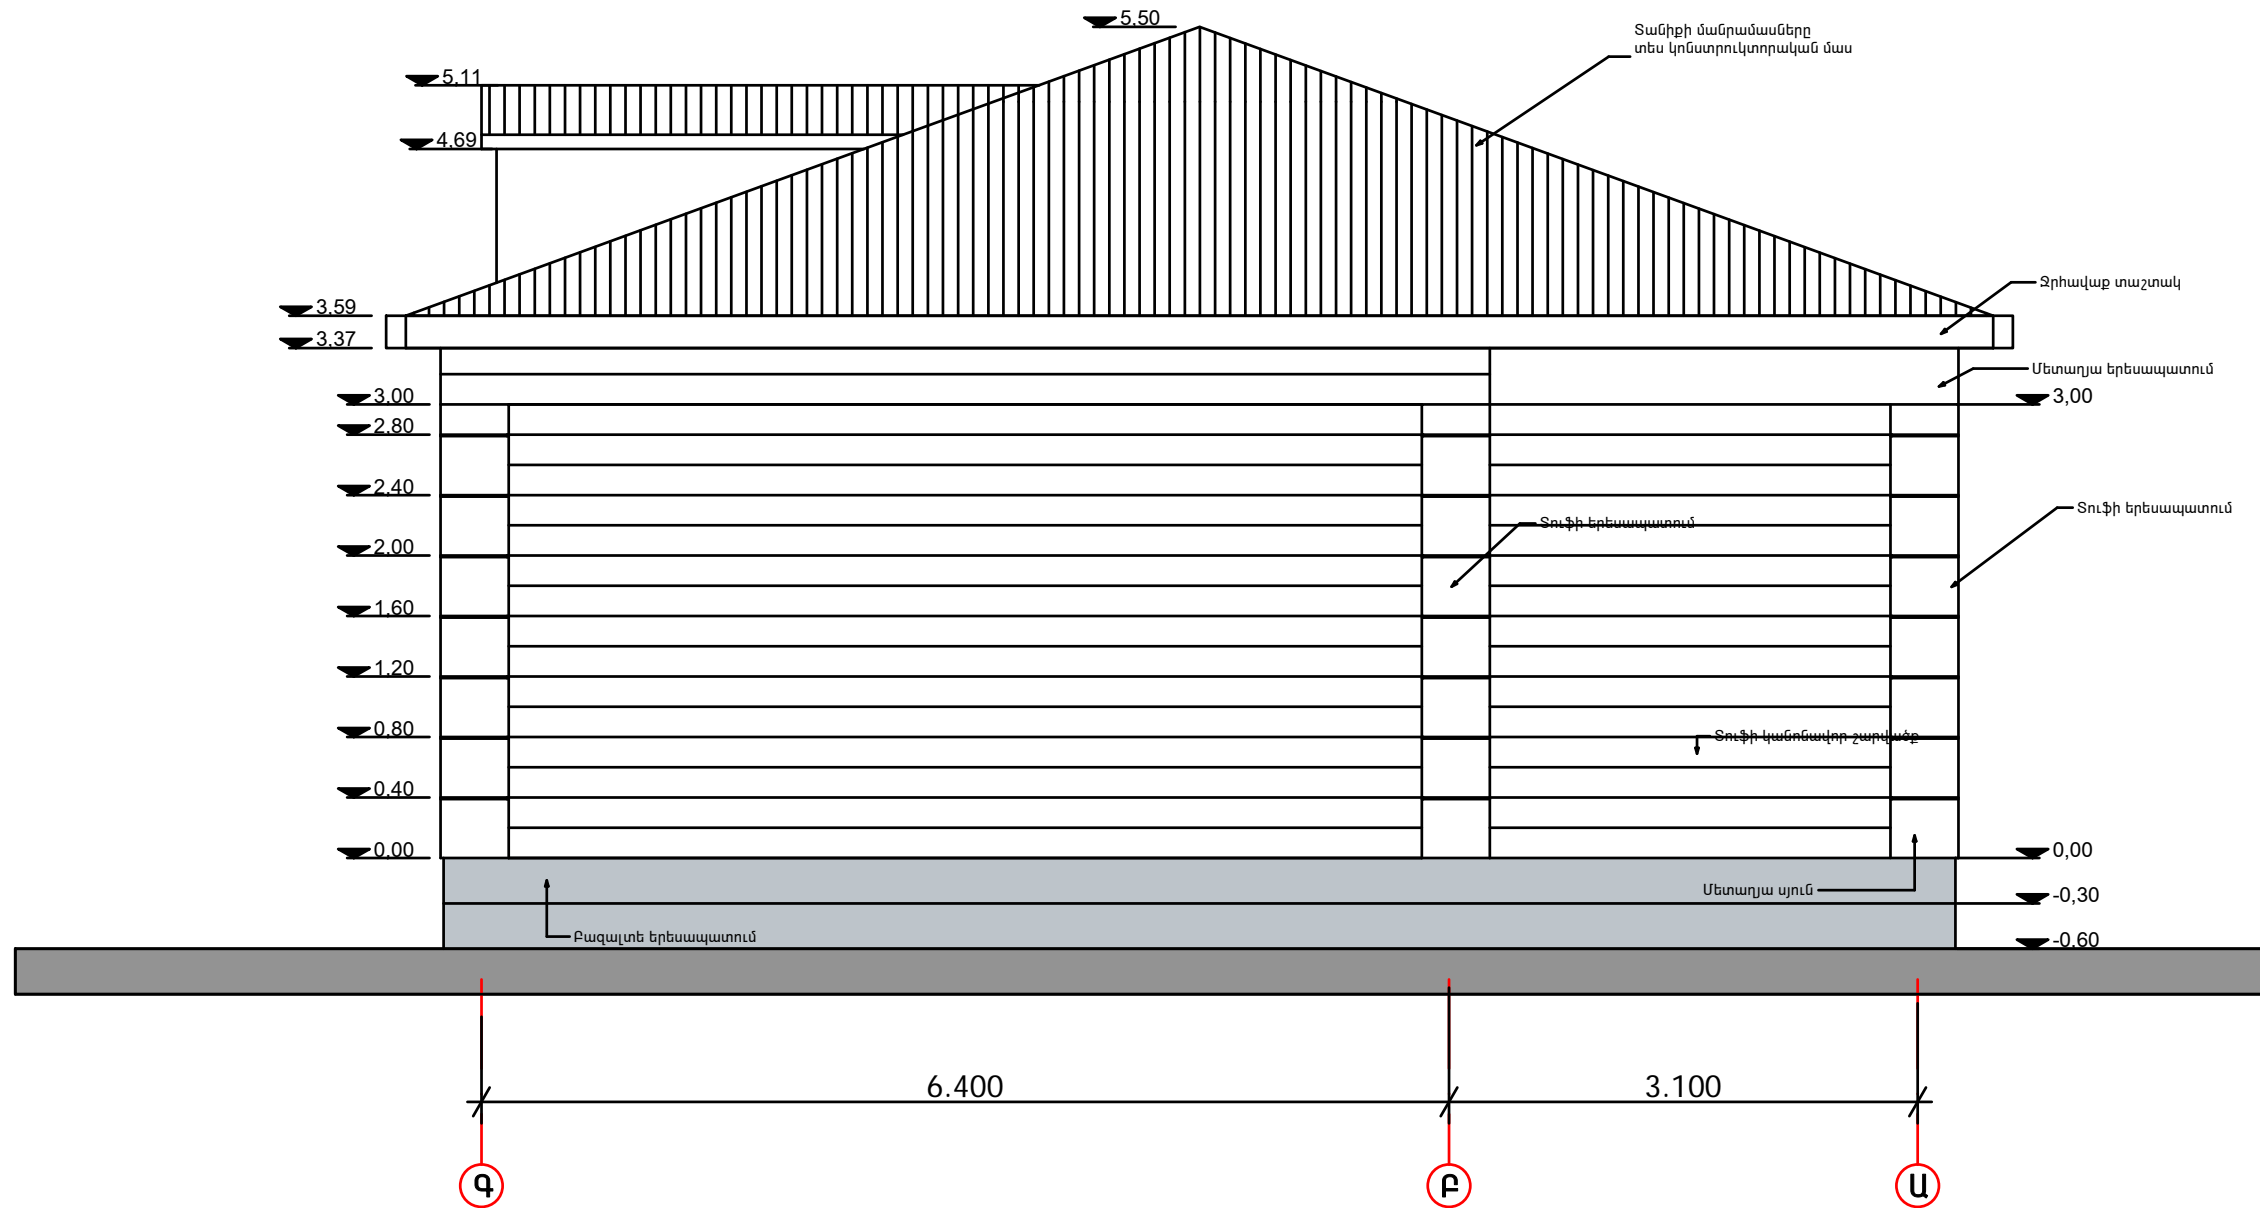 5,50
Տանիքի մանրամասները
տես կոնստրուկտորական մաս
5,11
4,69
Ջրհավաք տաշտակ
3,59
3,37
Մետաղյա երեսապատում
3,00
3,00
2,80
2,40
Տուֆի երեսապատում
Տուֆի երեսապատում
2,00
1,60
1,20
0,80
Տուֆի կանոնավոր շարվածք
0,40
0,00
0,00
Մետաղյա սյուն
-0,30
Բազալտե երեսապատում
-0,60
6.400
3.100
Գ
Բ
Ա